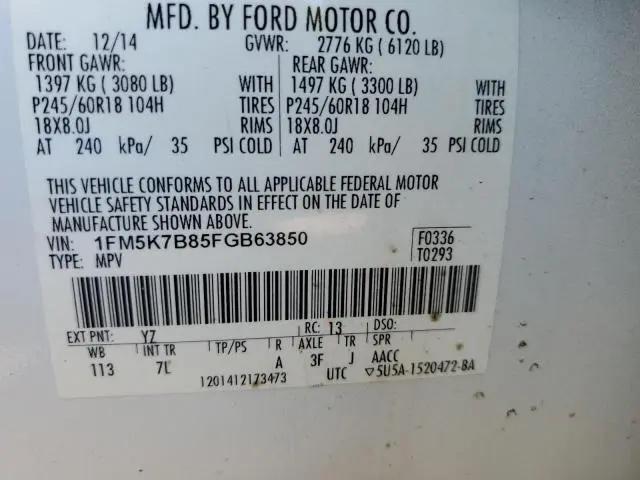 MFD. BY FORD MOTOR CO.
DATE: 12/14 GVWR: 2776 KG ( 6120 LB)
FRONT GAWR: REAR GAWR:
1397 KG ( 3080 LB) WITH 1497 KG ( 3300 LB) WITH
P245/60R18 104H TIRES P245/60R18 104H TIRES
18X8.0J RIMS 18X8.0J RIMS
AT 240 kPa/ 35 PSI COLD AT 240 kPa/ 35 PSI COLD
THIS VEHICLE CONFORMS TO ALL APPLICABLE FEDERAL MOTOR
VEHICLE SAFETY STANDARDS IN EFFECT ON THE DATE OF
MANUFACTURE SHOWN ABOVE.
VIN: 1FM5K7B85FGB63850 F0336
TYPE: MPV T0293
EXT PNT: YZ RC: 13 DSO:
WB INT TR TP/PS R AXLE TR SPR
113 7L A 3F J AACC
1201412173473 UTC ▽5U5A-1520472-BA